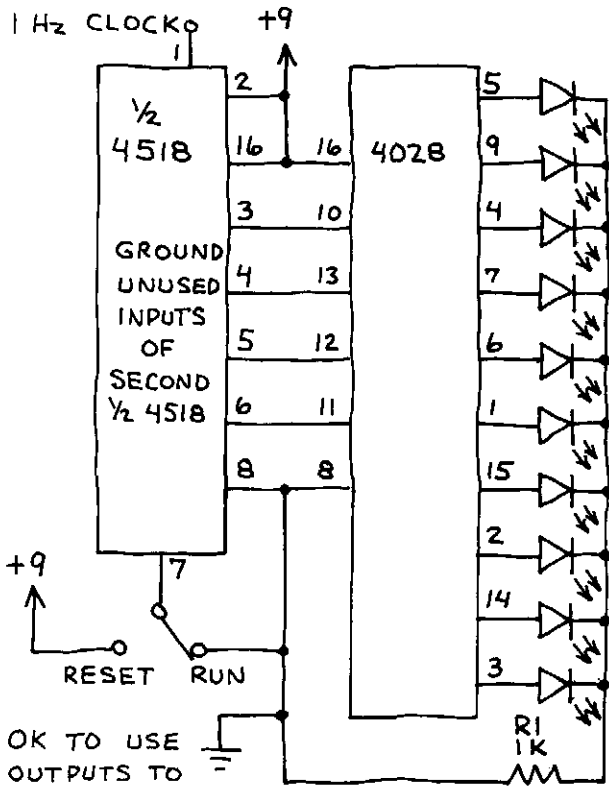 1 Hz CLOCK
+9
1
2
5
1/2
4518
16
16
4028
9
3
10
4
GROUND
UNUSED
INPUTS
OF
SECOND
1/2 4518
4
13
7
5
12
6
6
11
1
8
8
15
2
7
+9
14
RESET
RUN
3
R1
1K
OK TO USE
OUTPUTS TO